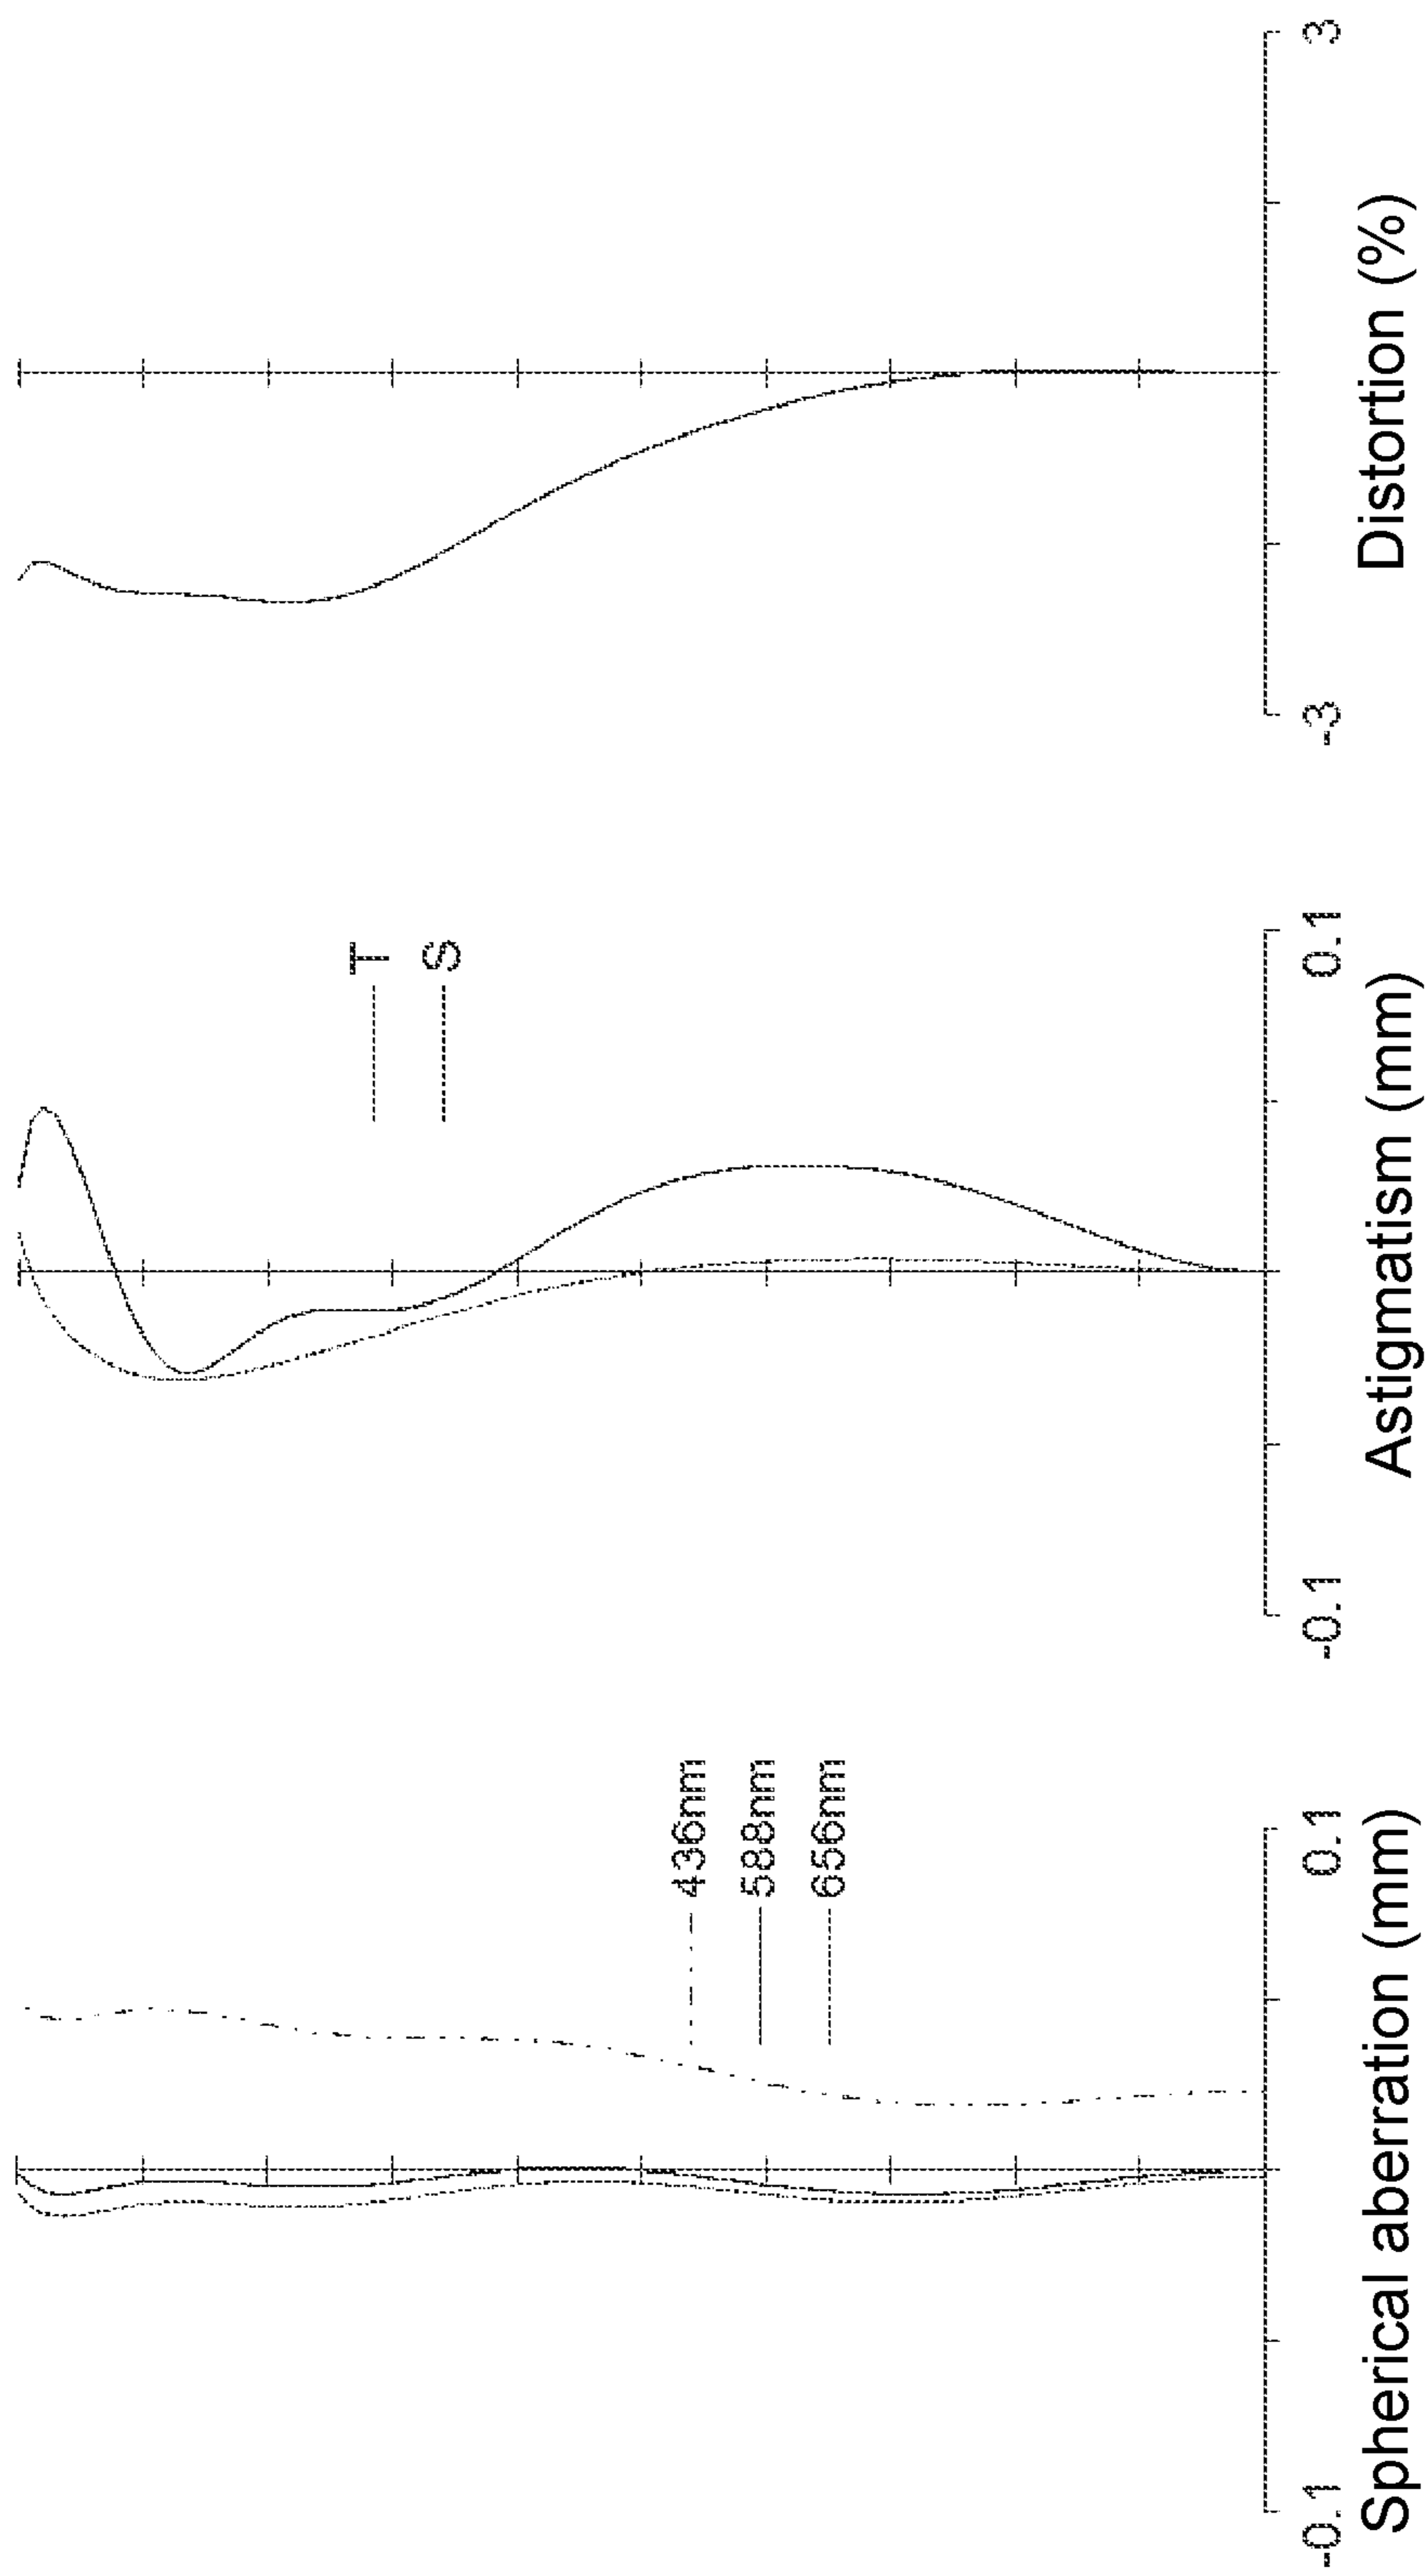 436nm
588nm
656nm
-0.1
0.1
Spherical aberration (mm)
T
S
-0.1
0.1
Astigmatism (mm)
-3
3
Distortion (%)